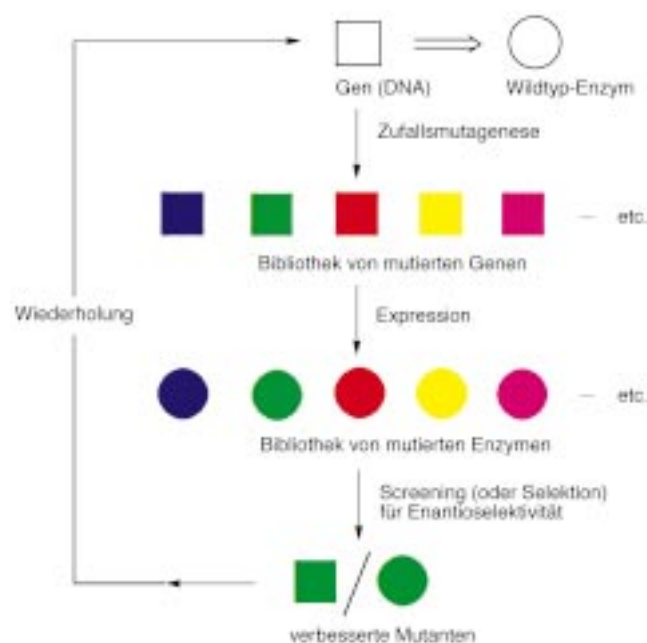 Gen (DNA)
Wildtyp-Enzym
Zufallsmutagenese
— etc.
Bibliothek von mutierten Genen
Wiederholung
Expression
— etc.
Bibliothek von mutierten Enzymen
Screening (oder Selektion)
für Enantioselektivität
verbesserte Mutanten